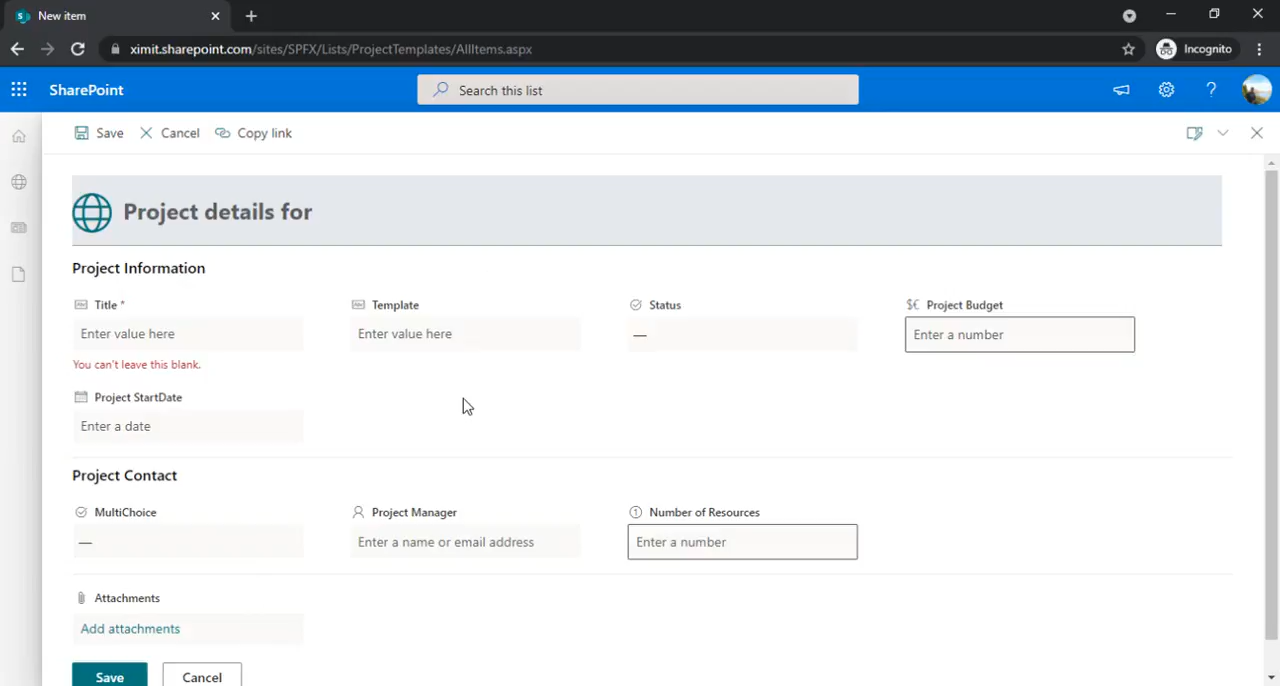 New item
ximit.sharepoint.com/sites/SPFX/Lists/ProjectTemplates/AllItems.aspx
Incognito
SharePoint
Search this list
Save Cancel Copy link
Project details for
Project Information
Title * Template Status Project Budget
Enter value here Enter value here — Enter a number
You can't leave this blank.
Project StartDate
Enter a date
Project Contact
MultiChoice Project Manager Number of Resources
— Enter a name or email address Enter a number
Attachments
Add attachments
Save Cancel